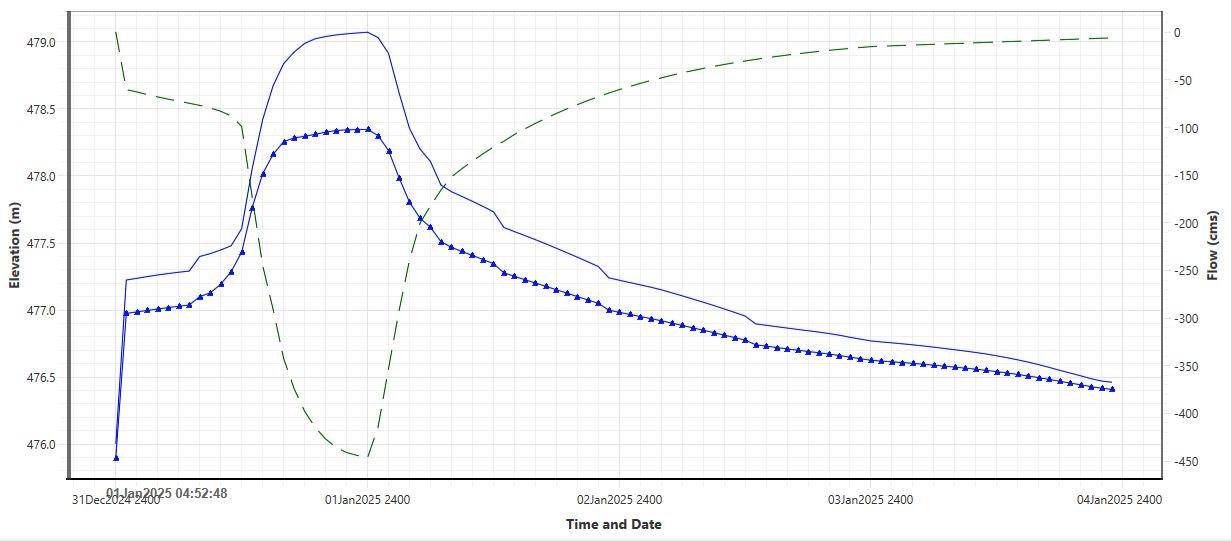 479.0
478.5
478.0
477.5
477.0
476.5
476.0
Elevation (m)
0
-50
-100
-150
-200
-250
-300
-350
-400
-450
Flow (cms)
01Jan2025 04:52:48
31Dec2024 2400
01Jan2025 2400
02Jan2025 2400
03Jan2025 2400
04Jan2025 2400
Time and Date